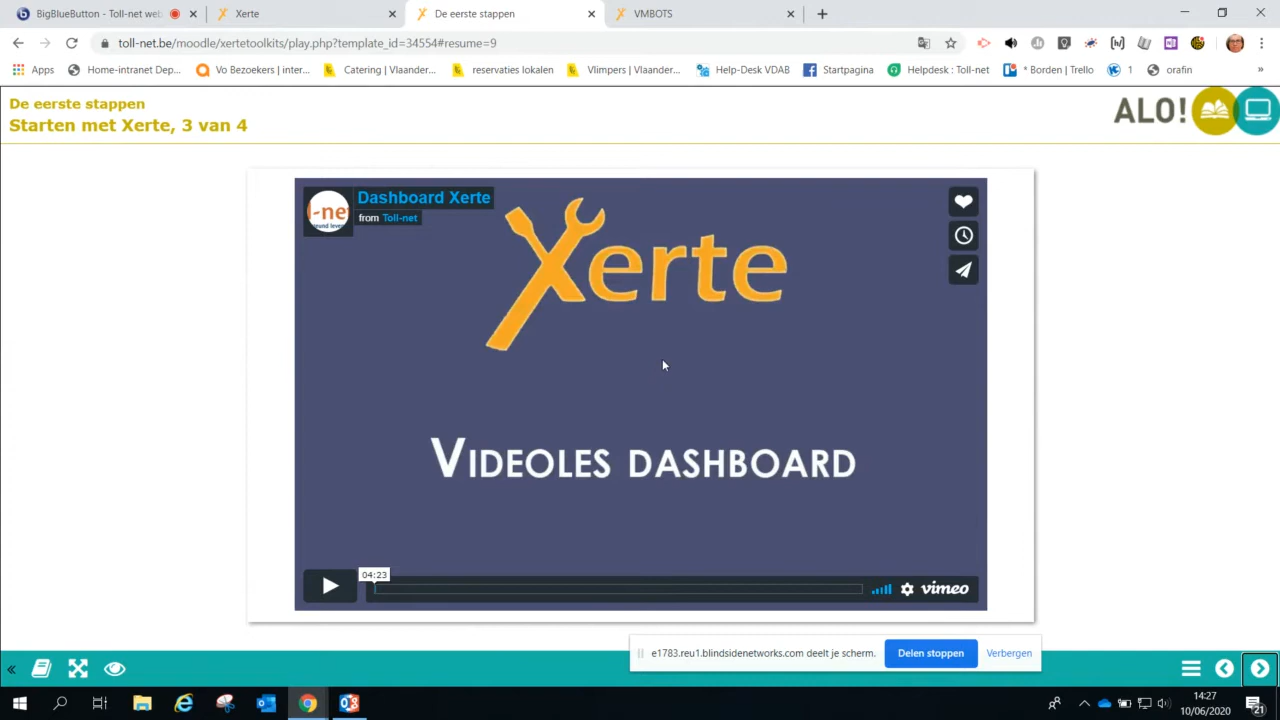 BigBlueButton - Toll-net we
Xerte
De eerste stappen
VMBOTS
toll-net.be/moodle/xertetoolkits/play.php?template_id=34554#resume=9
Apps
Home-intranet Dep...
Vo Bezoekers | inter...
Catering | Vlaander...
reservaties lokalen
Vlimpers | Vlaander...
Help-Desk VDAB
Startpagina
Helpdesk : Toll-net
* Borden | Trello
1
orafin
»
De eerste stappen
Starten met Xerte, 3 van 4
ALO!
Dashboard Xerte
from Toll-net
Xerte
VIDEOLES DASHBOARD
04:23
vimeo
e1783.reu1.blindsidenetworks.com deelt je scherm.
Delen stoppen
Verbergen
14:27
10/06/2020
21